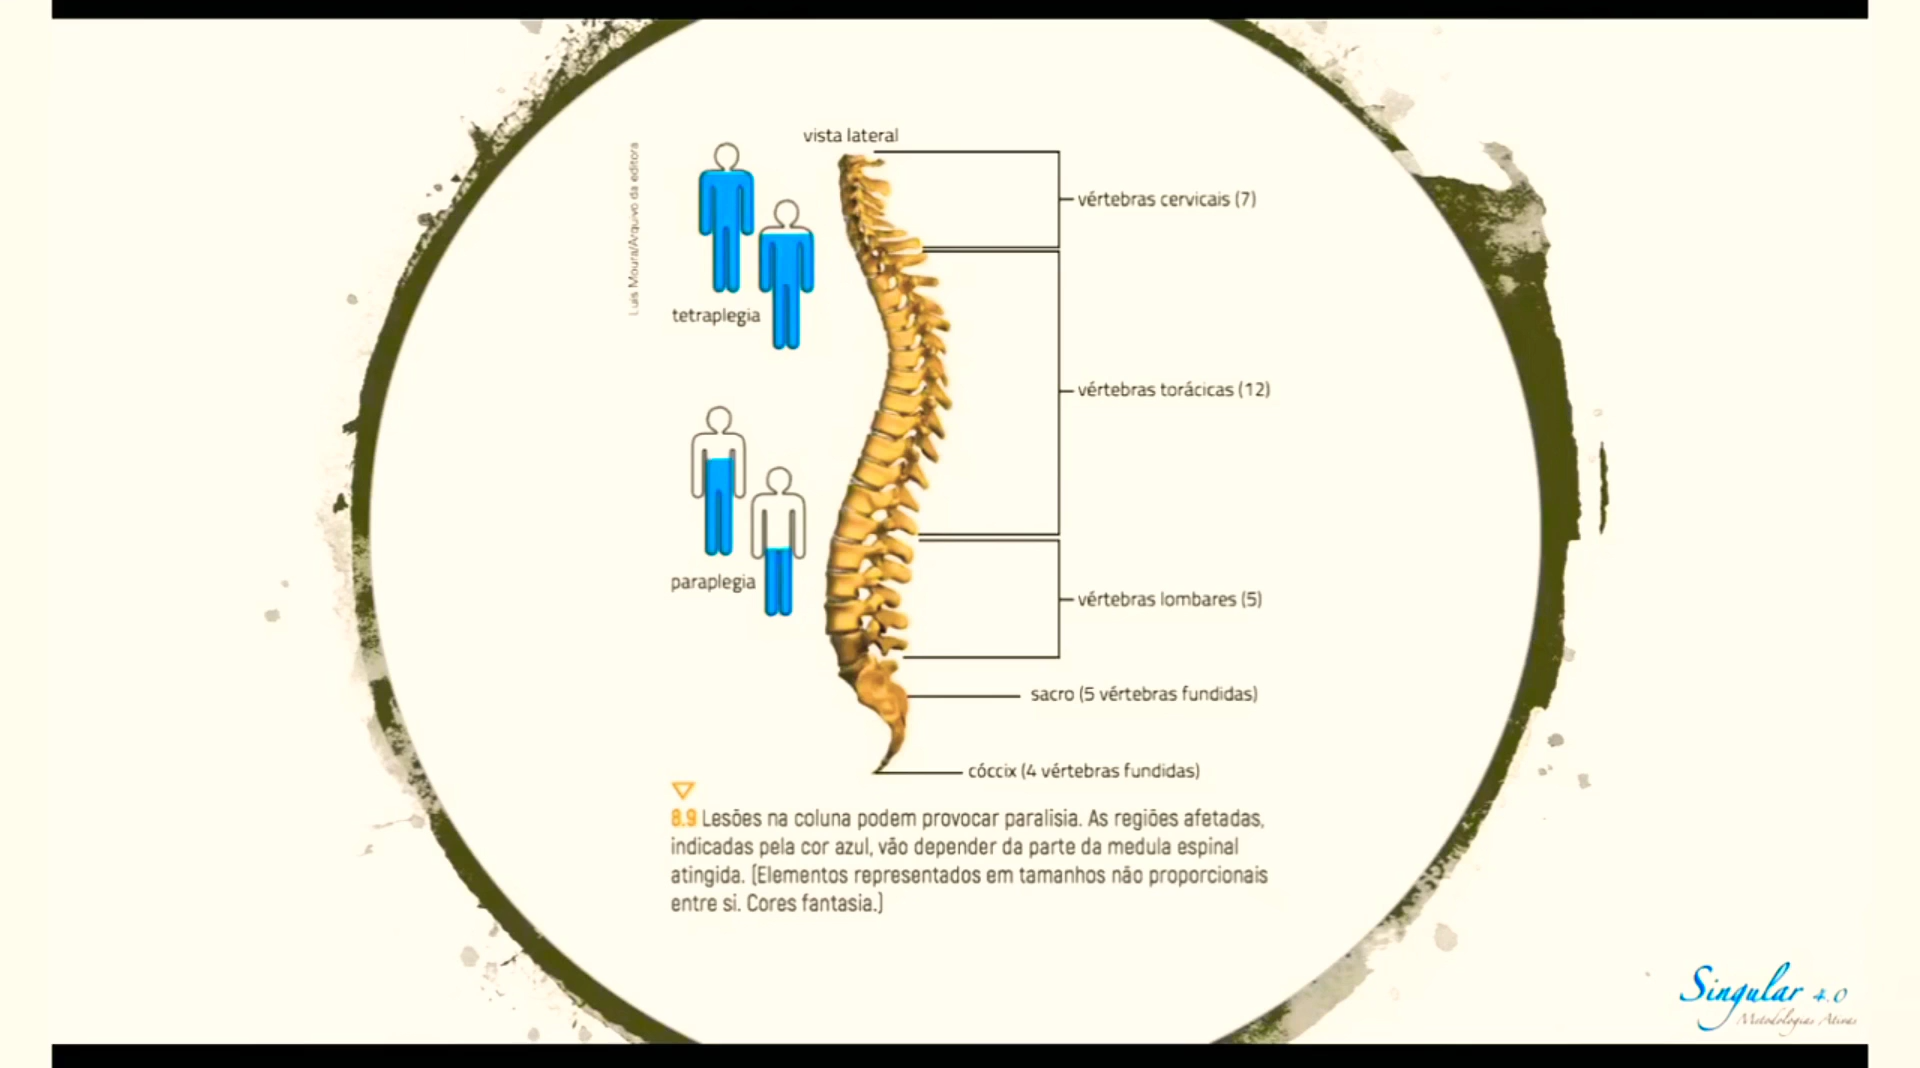 vista lateral
Luis Moura/Arquivo da editora
vértebras cervicais (7)
tetraplegia
vértebras torácicas (12)
paraplegia
vértebras lombares (5)
sacro (5 vértebras fundidas)
cóccix (4 vértebras fundidas)
8.9 Lesões na coluna podem provocar paralisia. As regiões afetadas,
indicadas pela cor azul, vão depender da parte da medula espinal
atingida. (Elementos representados em tamanhos não proporcionais
entre si. Cores fantasia.)
Singular 4.0
Metodologias Ativas